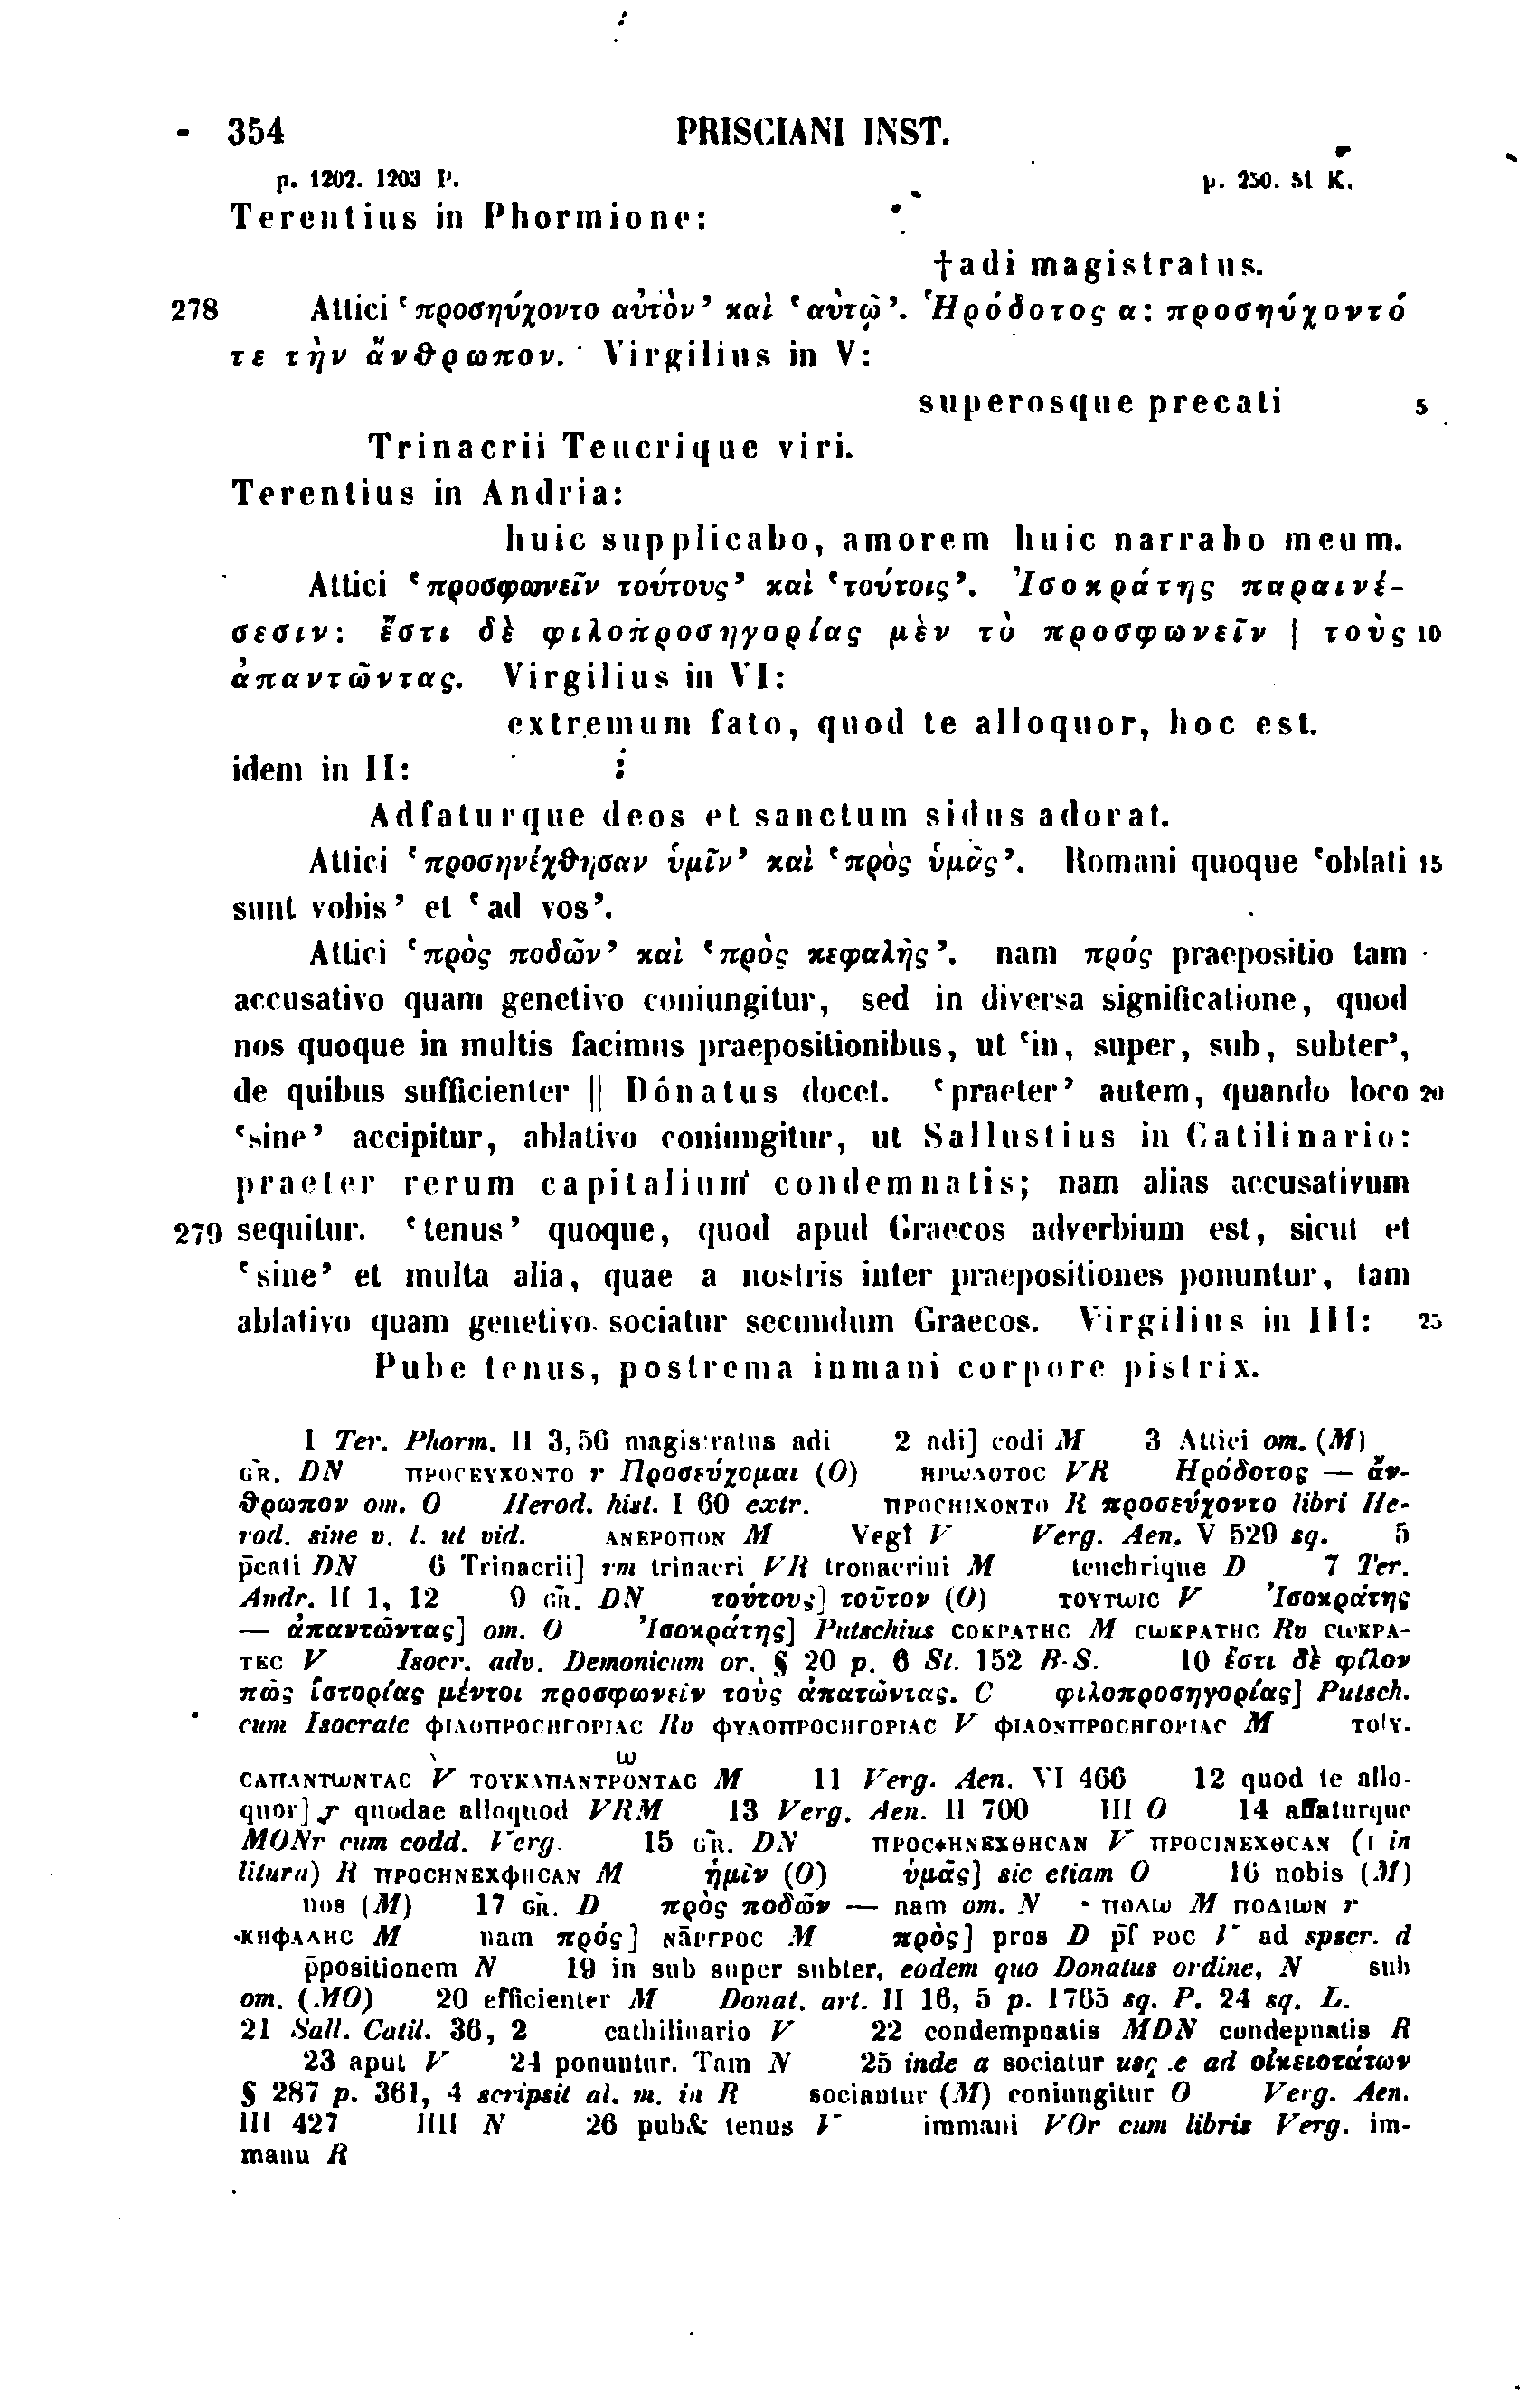 354 PRISCIANI INST.
p. 1202. 1203 P. p. 250. 51 K.
Terentius in Phormione:
†adi magistratus.
278 Attici ‘προσηύχοντο αὐτὸν’ καὶ ‘αὐτῷ’. Ἡρόδοτος α: προσηύχοντό
τε τὴν ἄνθρωπον. Virgilius in V:
superosque precati 5
Trinacrii Teucrique viri.
Terentius in Andria:
huic supplicabo, amorem huic narrabo meum.
Attici ‘προσφωνεῖν τούτους’ καὶ ‘τούτοις’. Ἰσοκράτης παραινέ-
σεσιν: ἔστι δὲ φιλοπροσηγορίας μὲν τὸ προσφωνεῖν | τοὺς 10
ἀπαντῶντας. Virgilius in VI:
extremum fato, quod te alloquor, hoc est.
idem in II:
Adfaturque deos et sanctum sidus adorat.
Attici ‘προσηνέχθησαν ὑμῖν’ καὶ ‘πρὸς ὑμᾶς’. Romani quoque ‘oblati 15
sunt vobis’ et ‘ad vos’.
Attici ‘πρὸς ποδῶν’ καὶ ‘πρὸς κεφαλῆς’. nam πρός praepositio tam
accusativo quam genetivo coniungitur, sed in diversa significatione, quod
nos quoque in multis facimus praepositionibus, ut ‘in, super, sub, subter’,
de quibus sufficienter || Donatus docet. ‘praeter’ autem, quando loco 20
‘sine’ accipitur, ablativo coniungitur, ut Sallustius in Catilinario:
praeter rerum capitalium condemnatis; nam alias accusativum
279 sequitur. ‘tenus’ quoque, quod apud Graecos adverbium est, sicut et
‘sine’ et multa alia, quae a nostris inter praepositiones ponuntur, tam
ablativo quam genetivo sociatur secundum Graecos. Virgilius in III: 25
Pube tenus, postrema inmani corpore pistrix.
1 Ter. Phorm. II 3,56 magistratus adi 2 adi] codi M 3 Attici om. (M)
GR. DN ΠΡΟCΕΥΧΟΝΤΟ r Προσεύχομαι (O) ΗΡΩΛΟΤΟC VR Ηρόδοτος — ἄν-
θρωπον om. O Herod. hist. I 60 extr. ΠΡΟCΗΙΧΟΝΤΟ R προσεύχοντο libri He-
rod. sine v. l. ut vid. ΑΝΕΡΟΠΟΝ M Vegt V Verg. Aen. V 529 sq. 5
p̄cati DN 6 Trinacrii] rm trinacri VR tronacrini M teuchrique D 7 Ter.
Andr. II 1, 12 9 GR. DN τούτους] τοῦτον (O) ΤΟΥΤΩΙC V Ἰσοκράτης
— ἀπαντῶντας] om. O Ἰσοκράτης] Putschius CΟΚΡΑΤΗC M CΩΚΡΑΤΗC Rv CΩΚΡΑ-
ΤΕC V Isocr. adv. Demonicum or. § 20 p. 6 St. 152 B-S. 10 ἔστι δὲ φίλον
πῶς ἱστορίας μέντοι προσφωνεῖν τοὺς ἀπατῶντας. C φιλοπροσηγορίας] Putsch.
cum Isocrate ΦΙΛΟΠΡΟCΗΓΟΡΙΑC Rv ΦΥΛΟΠΡΟCΗΓΟΡΙΑC V ΦΙΛΟΝΠΡΟCΗΓΟΡΙΑC M ΤΟΙΥ.
CΑΠΑΝΤΩΝΤΑC V ΤΟΥΚΑΠΑΝΤΡΟΝΤΑC M 11 Verg. Aen. VI 466 12 quod te allo-
quor] r quodae alloquod VRM 13 Verg. Aen. II 700 III O 14 affaturque
MONr cum codd. Verg. 15 GR. DN ΠΡΟC*ΗΝΕΧΘΗCΑΝ V ΠΡΟCΙΝΕΧΘCΑΝ (ι in
litura) R ΠΡΟCΗΝΕΧΦΗCΑΝ M ἡμῖν (O) ὑμᾶς] sic etiam O 16 nobis (M)
nos (M) 17 GR. D πρὸς ποδῶν — nam om. N ΠΟΛΩ M ΠΟΔΙΩΝ r
ΚΗΦΑΛΗC M nam πρός] ΝΑΡΓΡΟC M πρὸς] pros D p̄f ΡΟC V ad spscr. d
p̄positionem N 19 in sub super subter, eodem quo Donatus ordine, N sub
om. (MO) 20 efficienter M Donat. art. II 16, 5 p. 1765 sq. P. 24 sq. L.
21 Sall. Catil. 36, 2 cathilinario V 22 condempnatis MDN condepnatis R
23 aput V 24 ponuntur. Tam N 25 inde a sociatur usq. e ad οἰκειοτάτων
§ 287 p. 361, 4 scripsit al. m. in R sociantur (M) coniungitur O Verg. Aen.
III 427 IIII N 26 pub& tenus V immani VOr cum libris Verg. im-
manu R